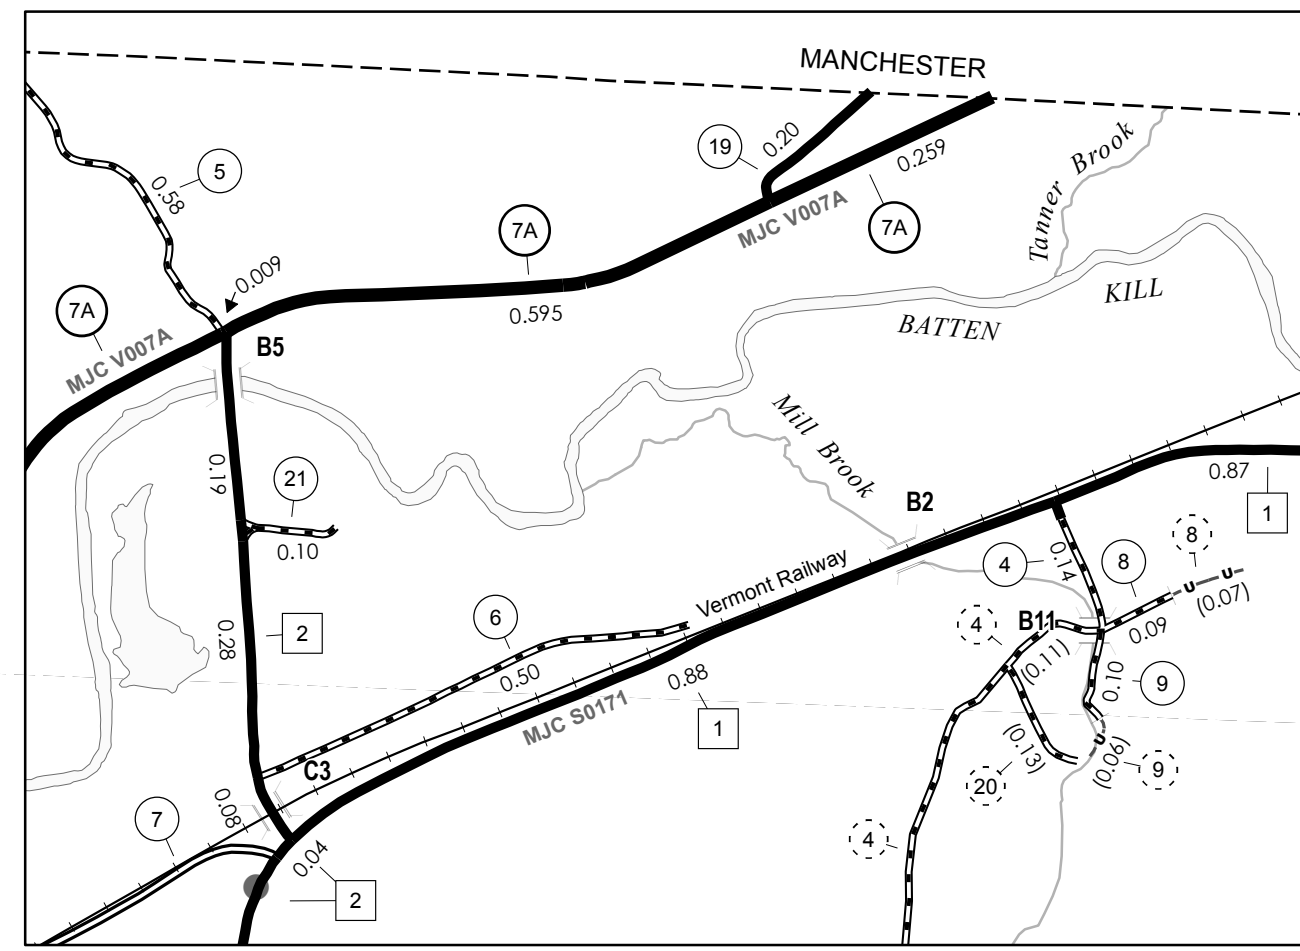 MANCHESTER
19
0.20
0.259
Tanner Brook
5
0.58
7A
MJC V007A
7A
0.009
7A
0.595
KILL
BATTEN
MJC V007A
B5
Mill Brook
0.19
21
0.10
B2
0.87
1
8
4
0.14
8
(0.07)
Vermont Railway
6
2
0.28
4
B11
0.09
(0.11)
0.50
0.88
0.10
9
MJC S0171
1
(0.13)
(0.06)
9
C3
20
0.08
7
4
0.04
2
U
U
U